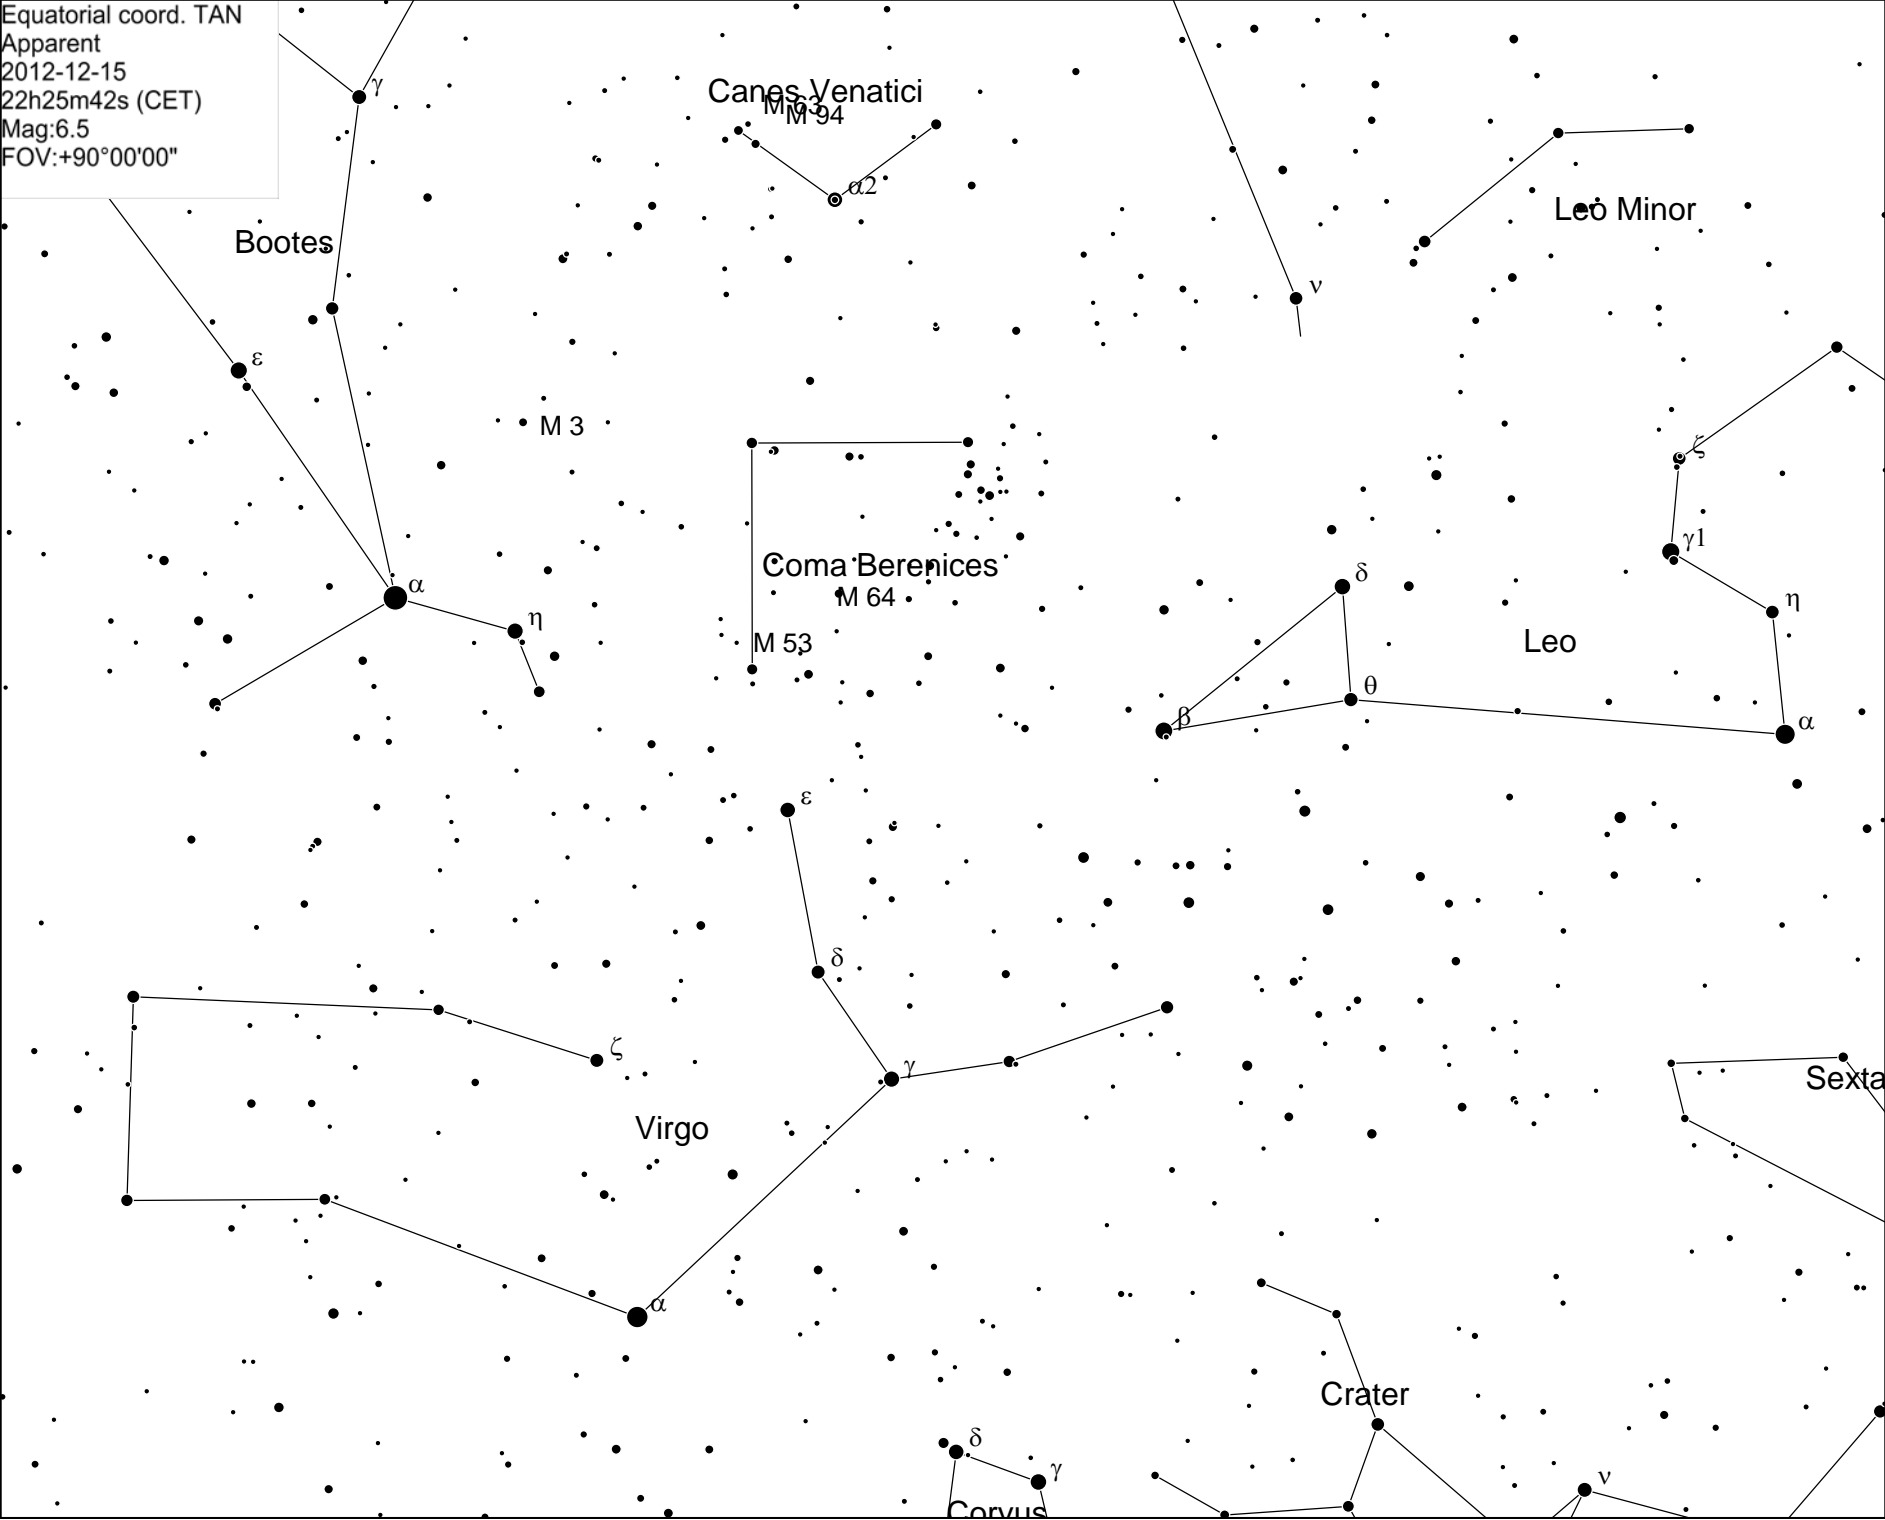 Equatorial coord. TAN
Apparent
2012-12-15
22h25m42s (CET)
Mag:6.5
FOV:+90°00'00"
γ
Canes Venatici
M 63
M 94
α2
Leo Minor
Bootes
ν
ε
M 3
ζ
γ1
Coma Berenices
δ
α
M 64
η
η
M 53
Leo
θ
β
α
ε
δ
ζ
γ
Sexta
Virgo
α
Crater
δ
γ
ν
Corvus